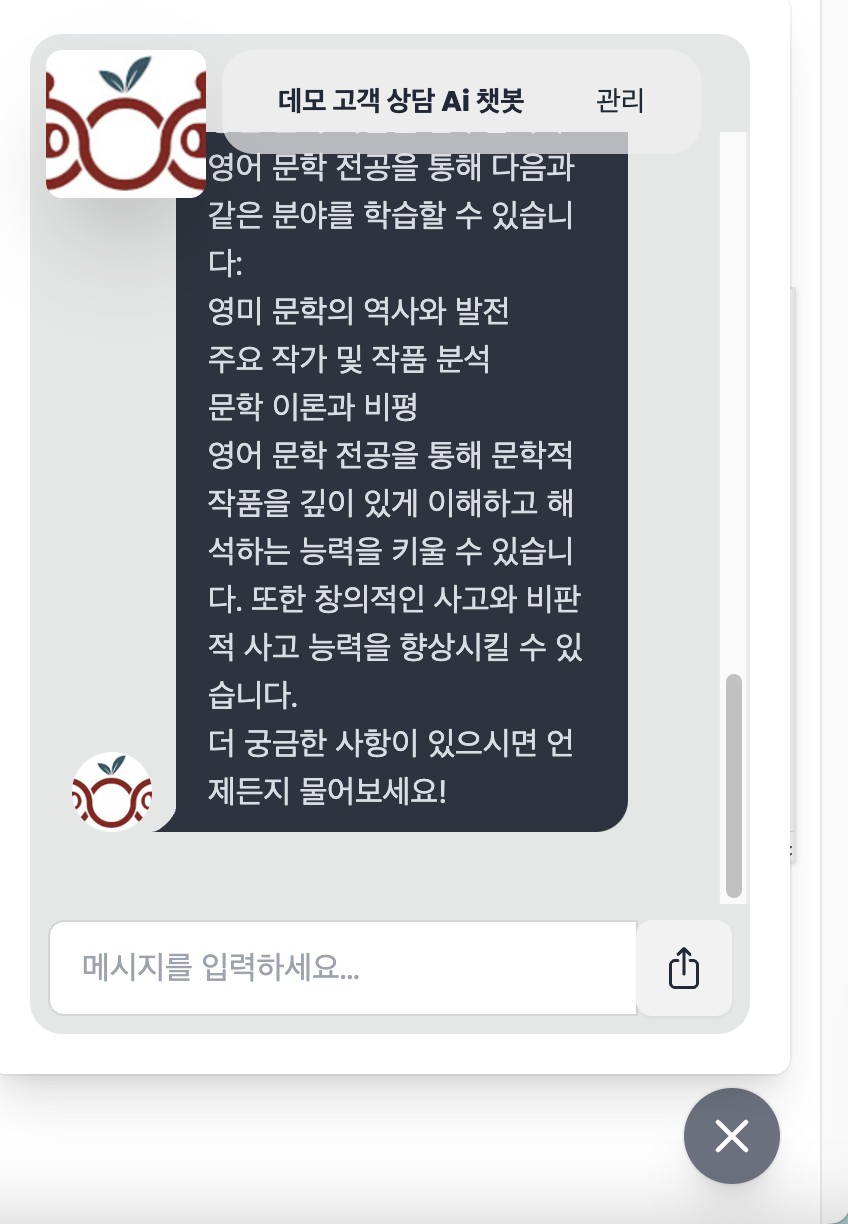 데모 고객 상담 Ai 챗봇
관리
영어 문학 전공을 통해 다음과
같은 분야를 학습할 수 있습니
다:
영미 문학의 역사와 발전
주요 작가 및 작품 분석
문학 이론과 비평
영어 문학 전공을 통해 문학적
작품을 깊이 있게 이해하고 해
석하는 능력을 키울 수 있습니
다. 또한 창의적인 사고와 비판
적 사고 능력을 향상시킬 수 있
습니다.
더 궁금한 사항이 있으시면 언
제든지 물어보세요!
메시지를 입력하세요...